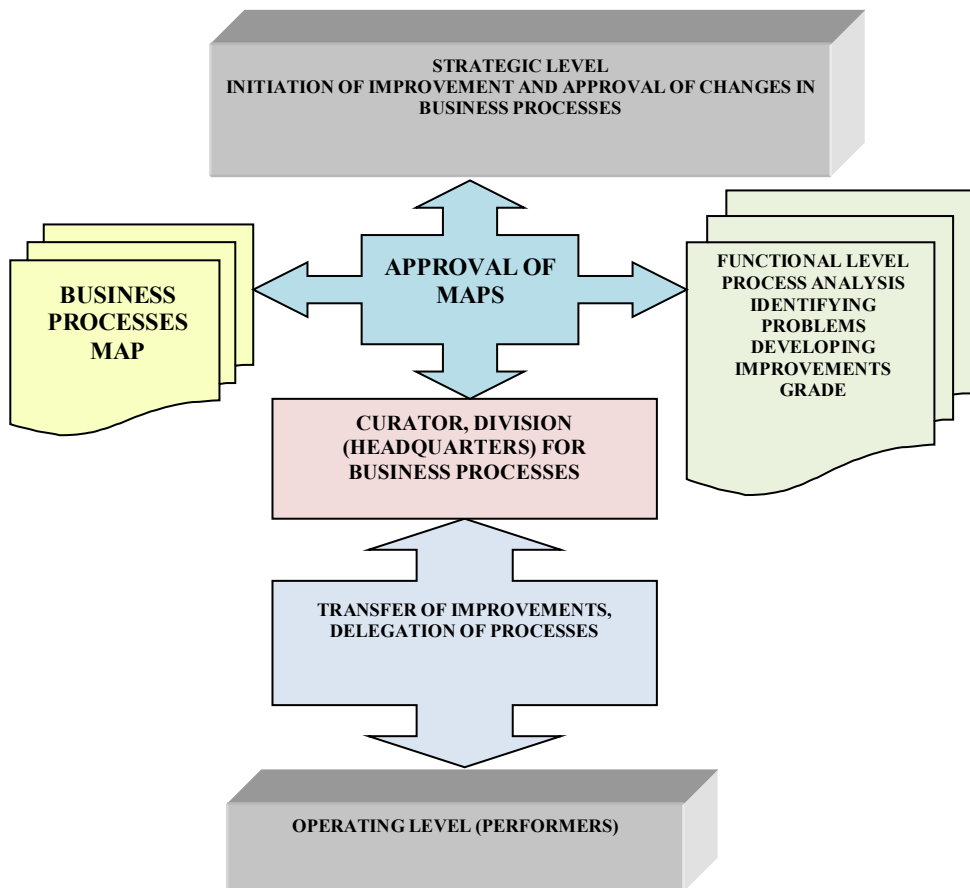 STRATEGIC LEVEL
INITIATION OF IMPROVEMENT AND APPROVAL OF CHANGES IN
BUSINESS PROCESSES
APPROVAL OF
MAPS
BUSINESS
PROCESSES
MAP
FUNCTIONAL LEVEL
PROCESS ANALYSIS
IDENTIFYING
PROBLEMS
DEVELOPING
IMPROVEMENTS
GRADE
CURATOR, DIVISION
(HEADQUARTERS) FOR
BUSINESS PROCESSES
TRANSFER OF IMPROVEMENTS,
DELEGATION OF PROCESSES
OPERATING LEVEL (PERFORMERS)